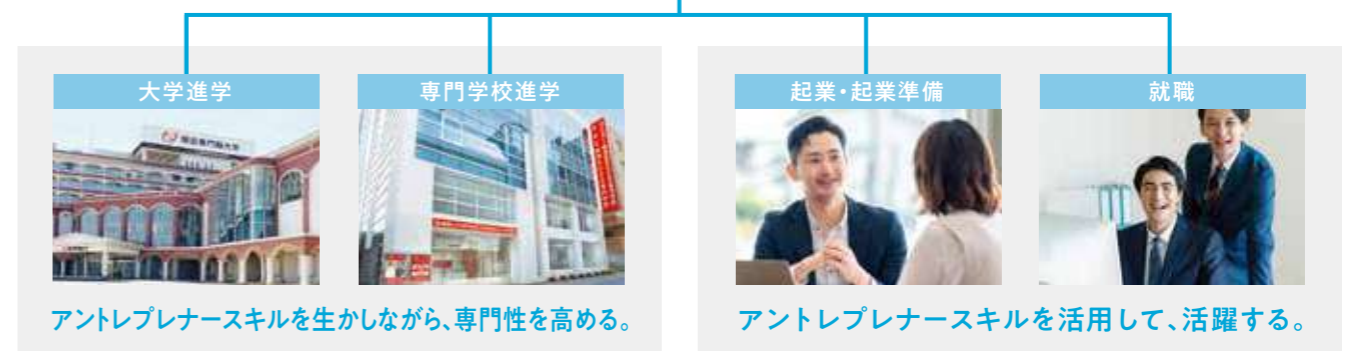 大学進学
専門学校進学
起業・起業準備
就職
アントレプレナースキルを生かしながら、専門性を高める。
アントレプレナースキルを活用して、活躍する。